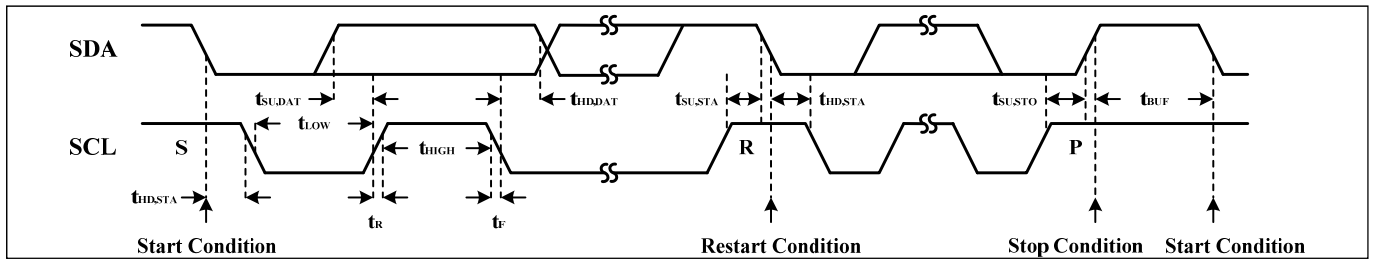 SDA
tSU,DAT
tHD,DAT
tSU,STA
tHD,STA
tSU,STO
tBUF
tLOW
SCL
S
tHIGH
R
P
tHD,STA
tR
tF
Start Condition
Restart Condition
Stop Condition
Start Condition